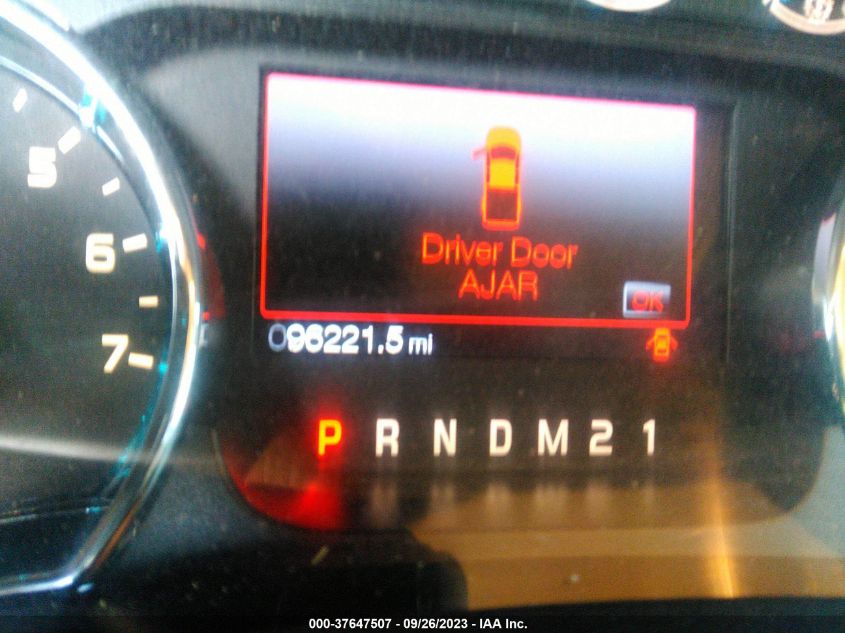 5
6
7
Driver Door
AJAR
OK
096221.5 mi
P R N D M 2 1
000-37647507 - 09/26/2023 - IAA Inc.